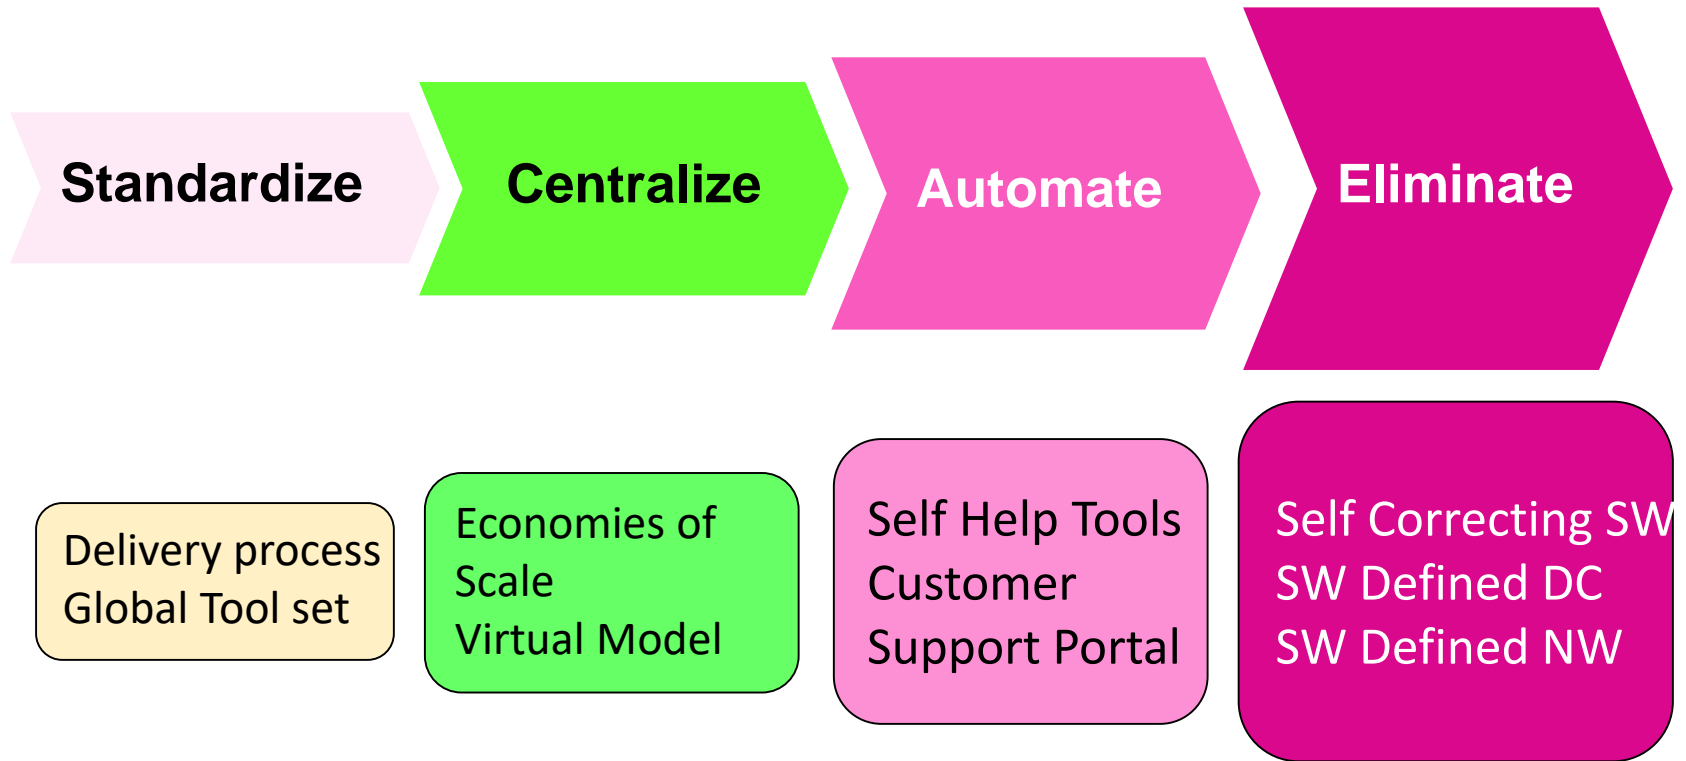 Standardize
Centralize
Automate
Eliminate
Delivery process
Global Tool set
Economies of
Scale
Virtual Model
Self Help Tools
Customer
Support Portal
Self Correcting SW
SW Defined DC
SW Defined NW